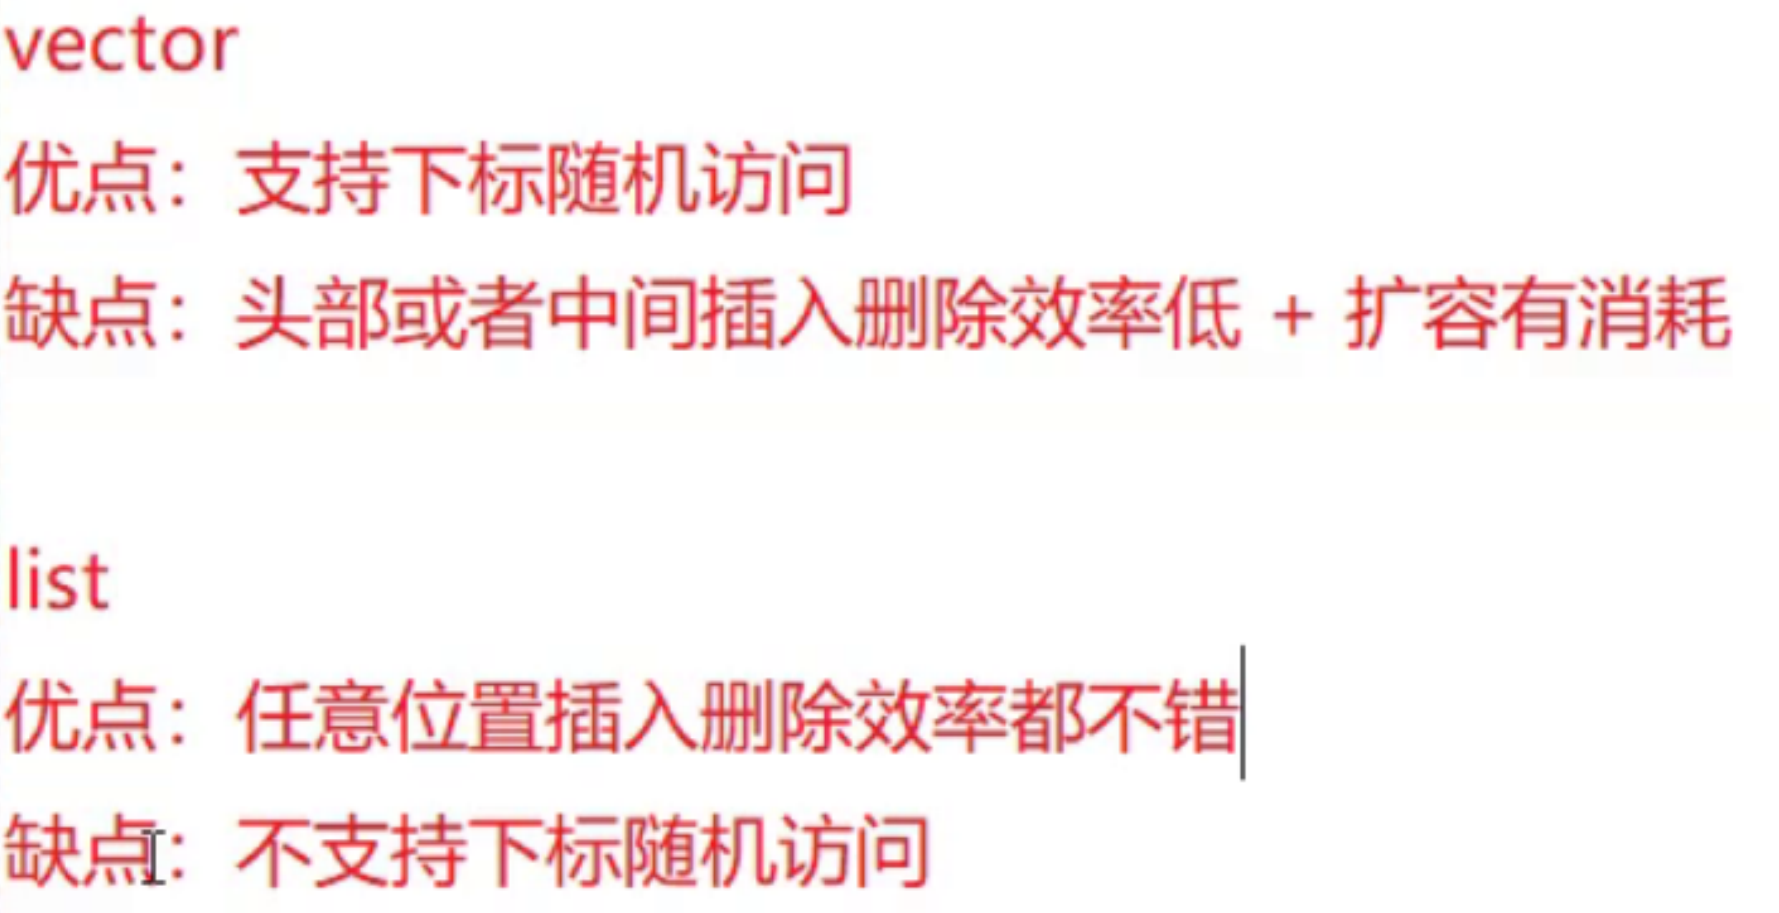 vector
优点：支持下标随机访问
缺点：头部或者中间插入删除效率低 + 扩容有消耗
list
优点：任意位置插入删除效率都不错
缺点：不支持下标随机访问